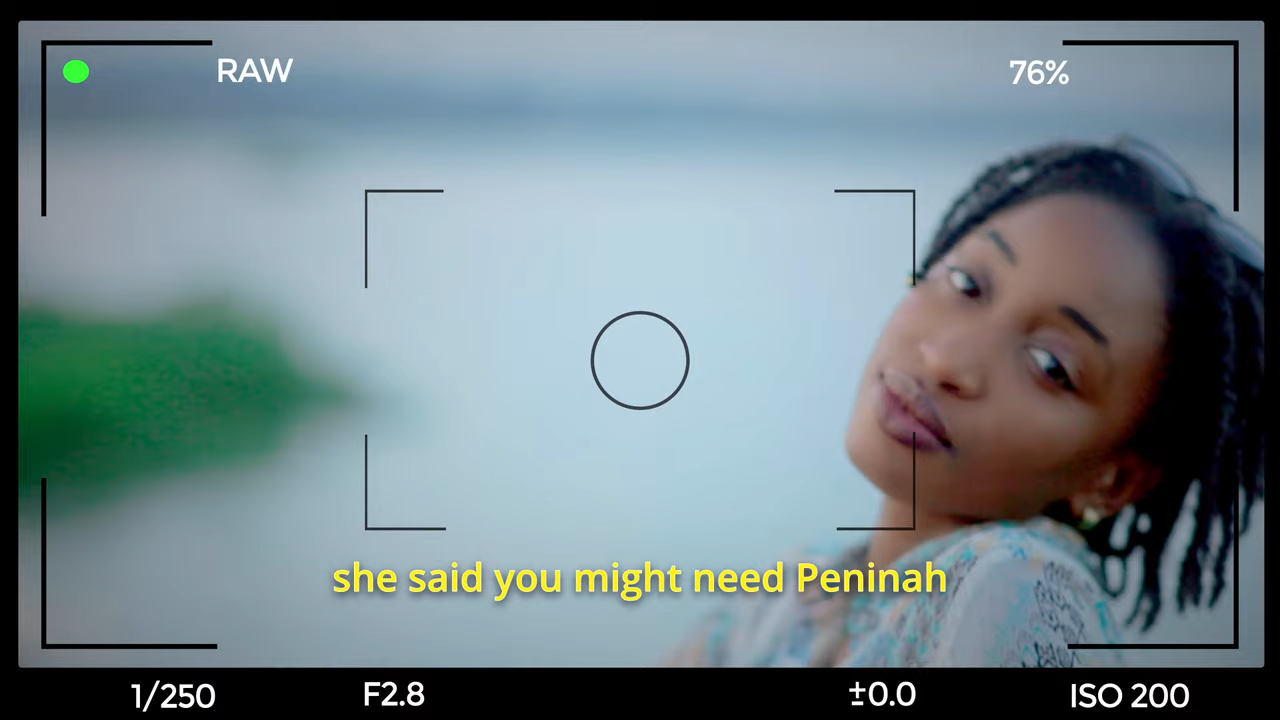 RAW
76%
she said you might need Peninah
1/250
F2.8
±0.0
ISO 200